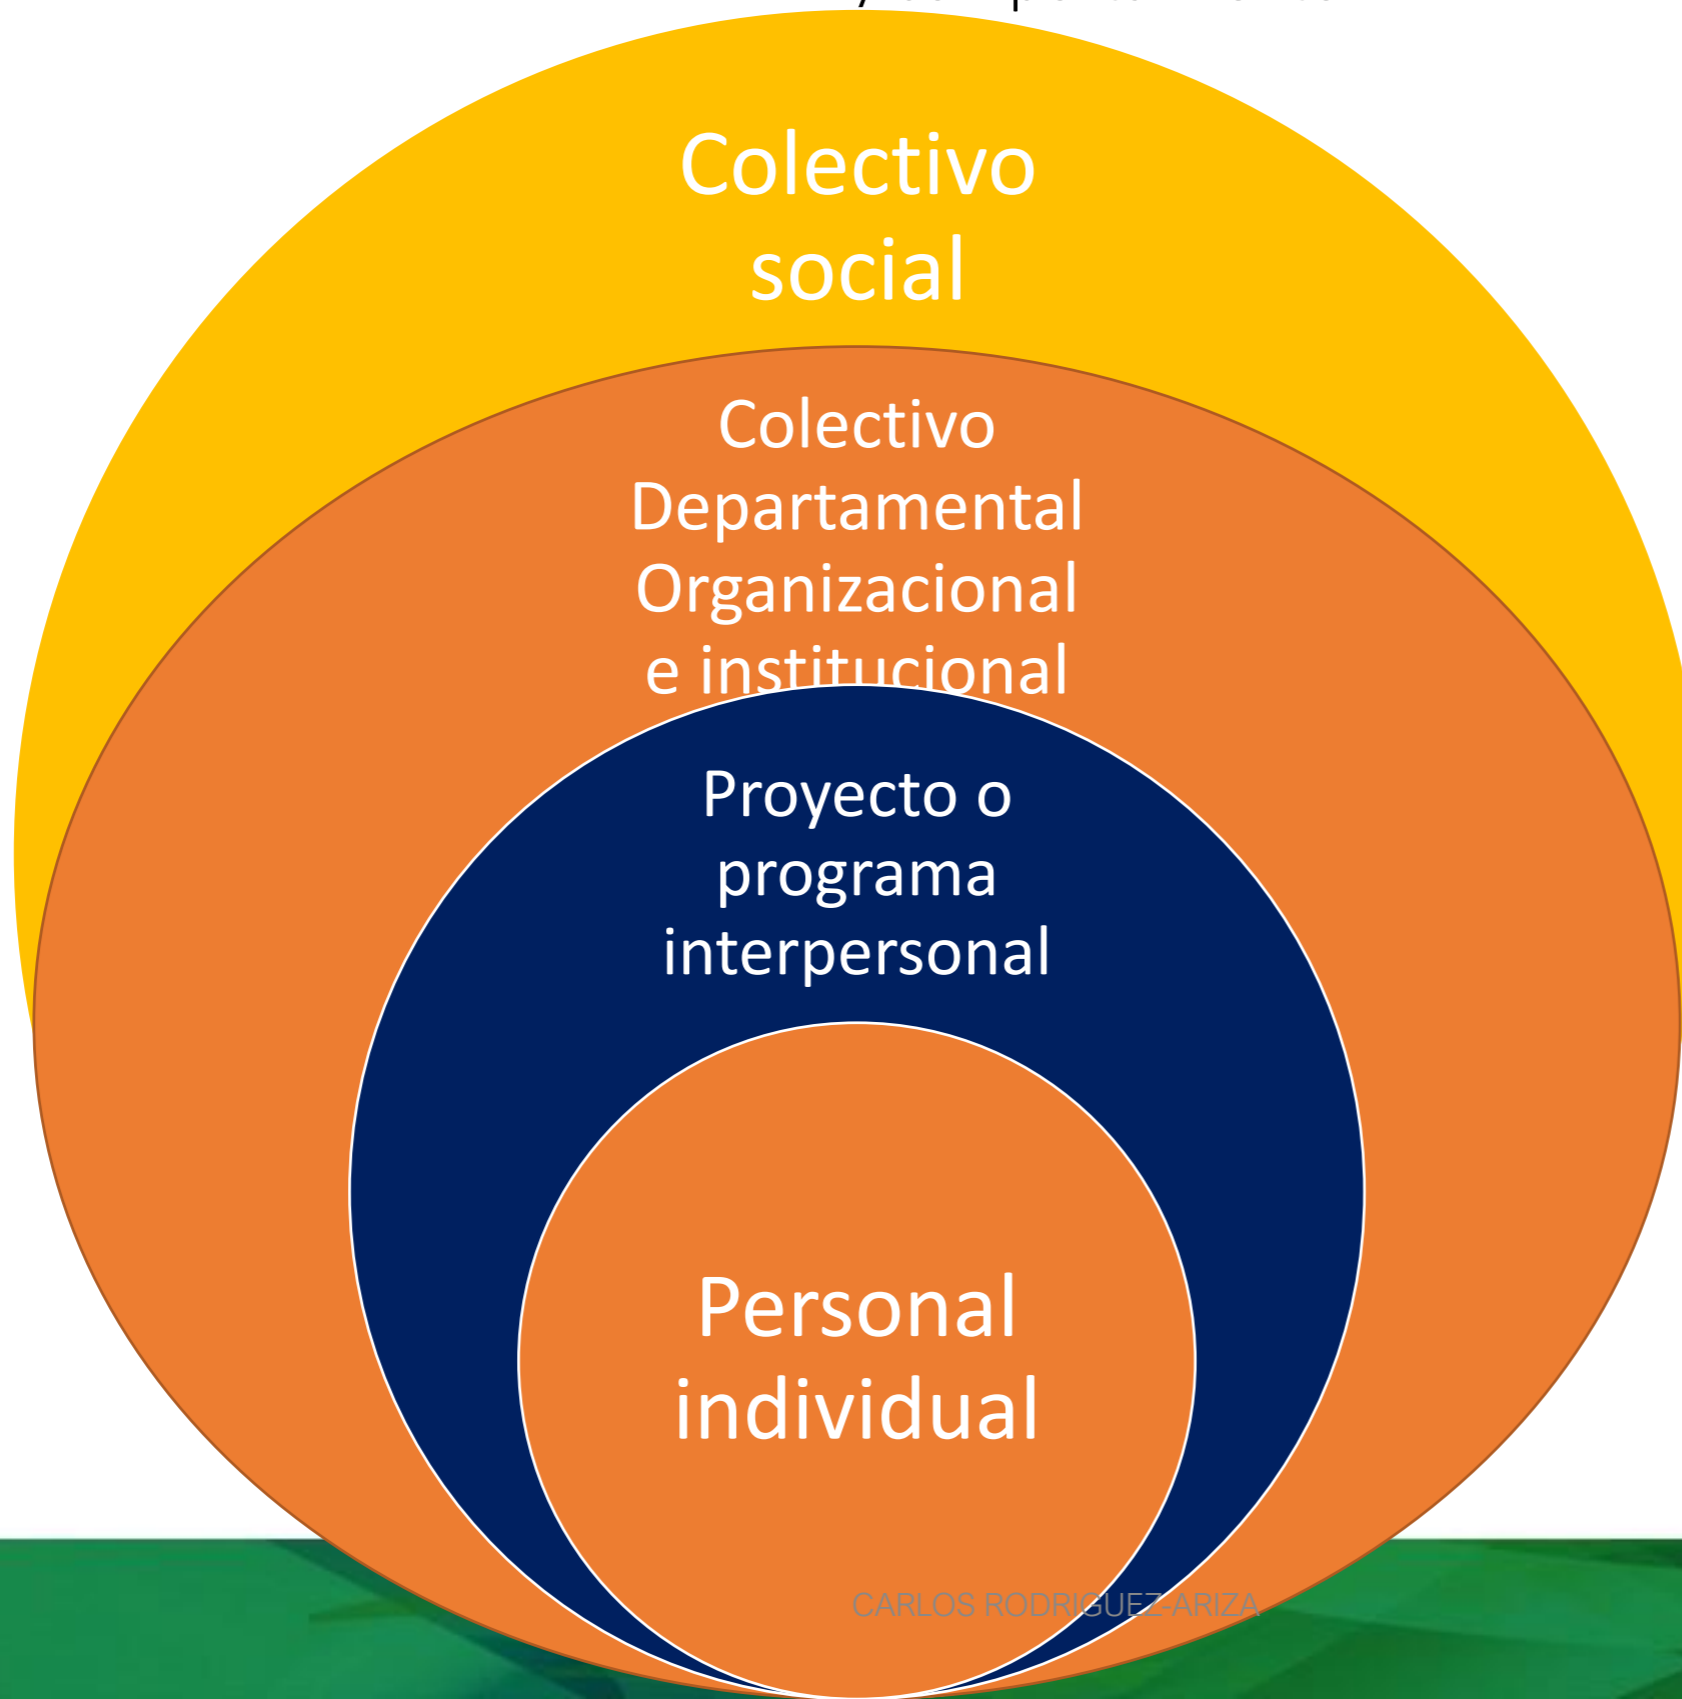 Colectivo
social
Colectivo
Departamental
Organizacional
e institucional
Proyecto o
programa
interpersonal
Personal
individual
CARLOS RODRIGUEZ-ARIZA